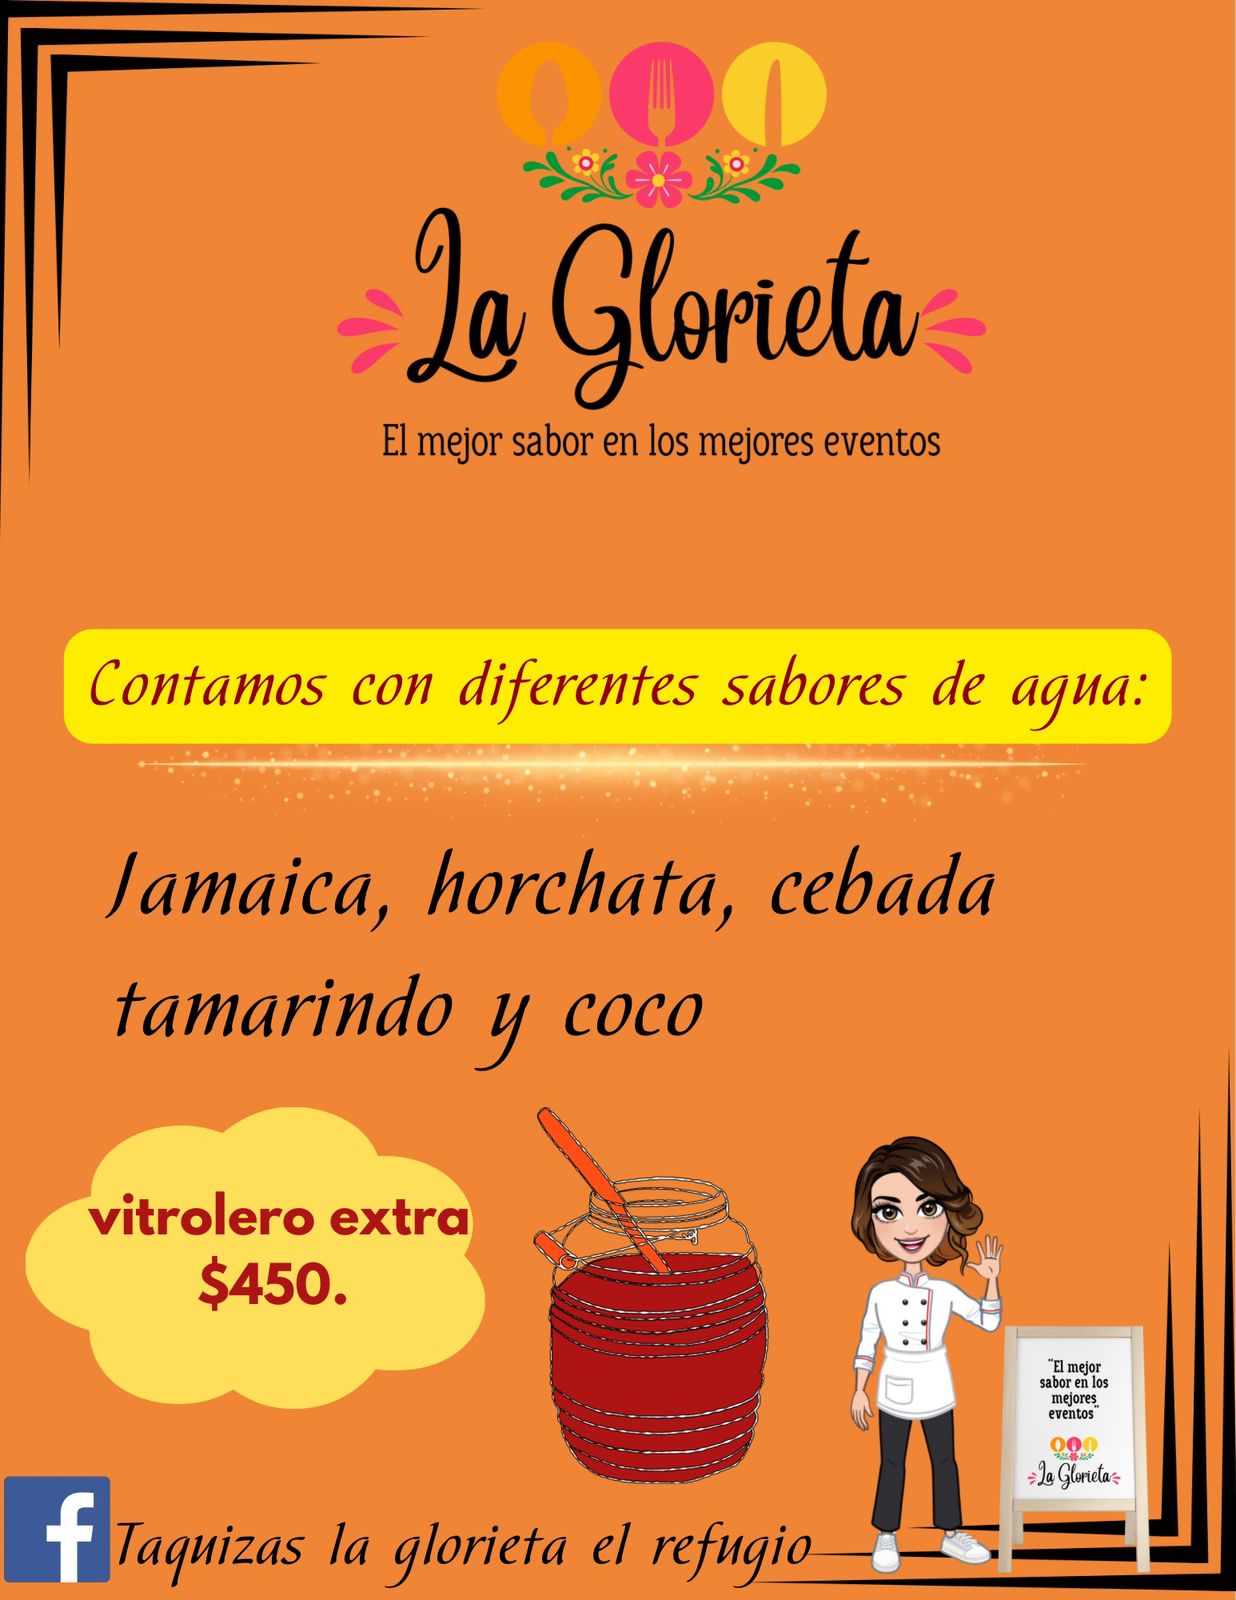 La Glorieta
El mejor sabor en los mejores eventos
Contamos con diferentes sabores de agua:
Jamaica, horchata, cebada
tamarindo y coco
vitrolero extra
$450.
"El mejor
sabor en los
mejores
eventos"
La Glorieta
f
Taquizas la glorieta el refugio